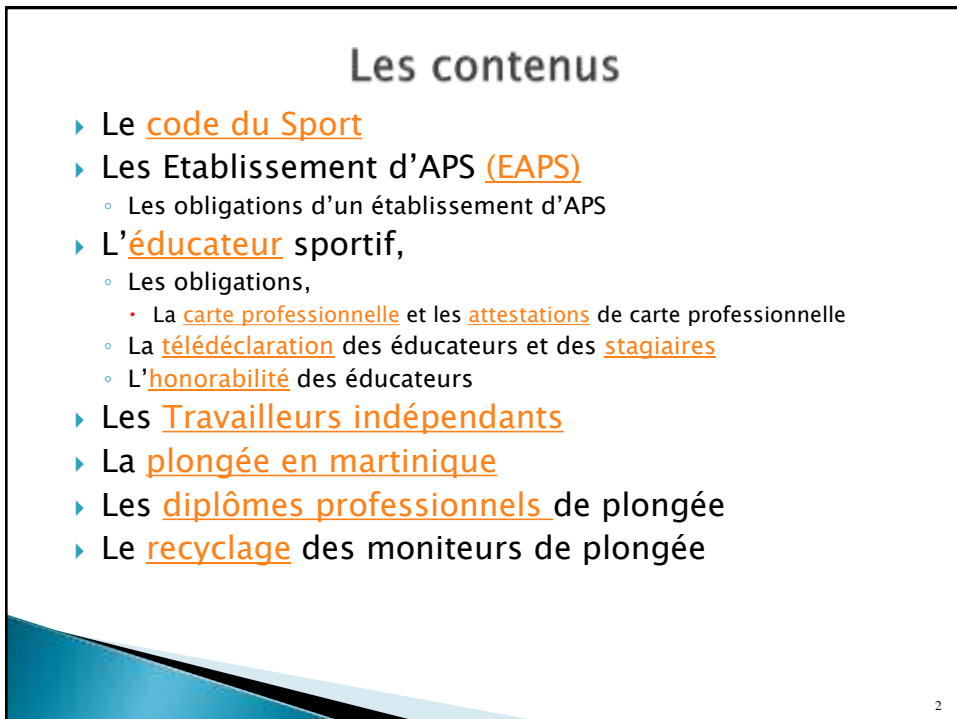 Les contenus
Le code du Sport
Les Etablissement d’APS (EAPS)
Les obligations d’un établissement d’APS
L’éducateur sportif,
Les obligations,
La carte professionnelle et les attestations de carte professionnelle
La télédéclaration des éducateurs et des stagiaires
L’honorabilité des éducateurs
Les Travailleurs indépendants
La plongée en martinique
Les diplômes professionnels de plongée
Le recyclage des moniteurs de plongée
2